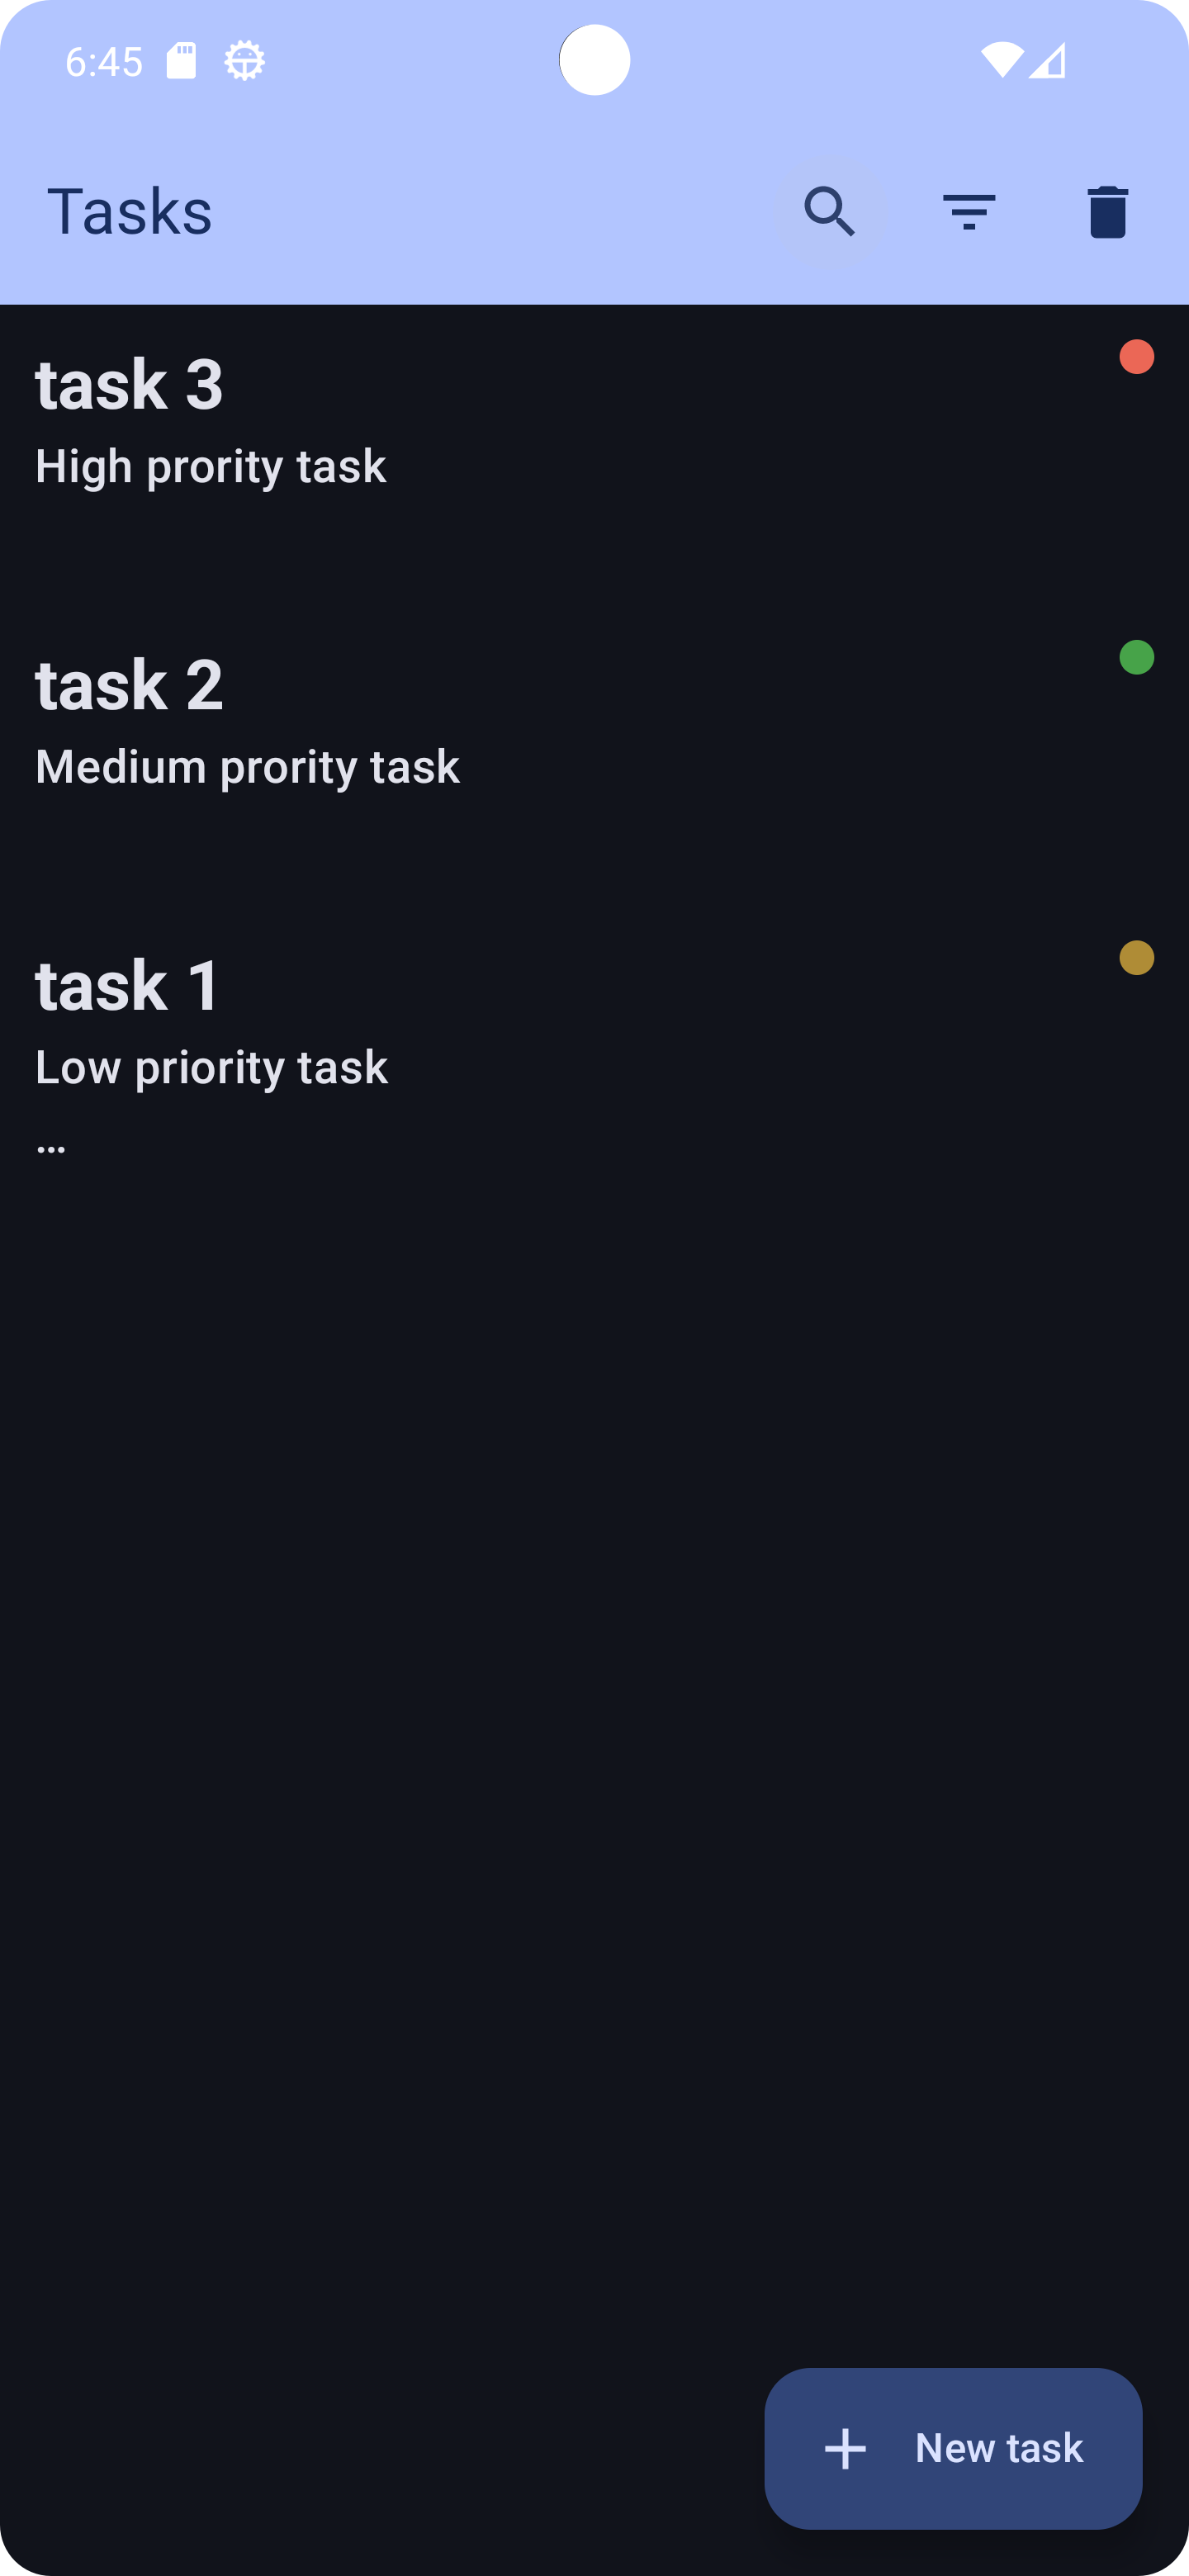 6:45
Tasks
task 3
High prority task
task 2
Medium prority task
task 1
Low priority task
…
New task